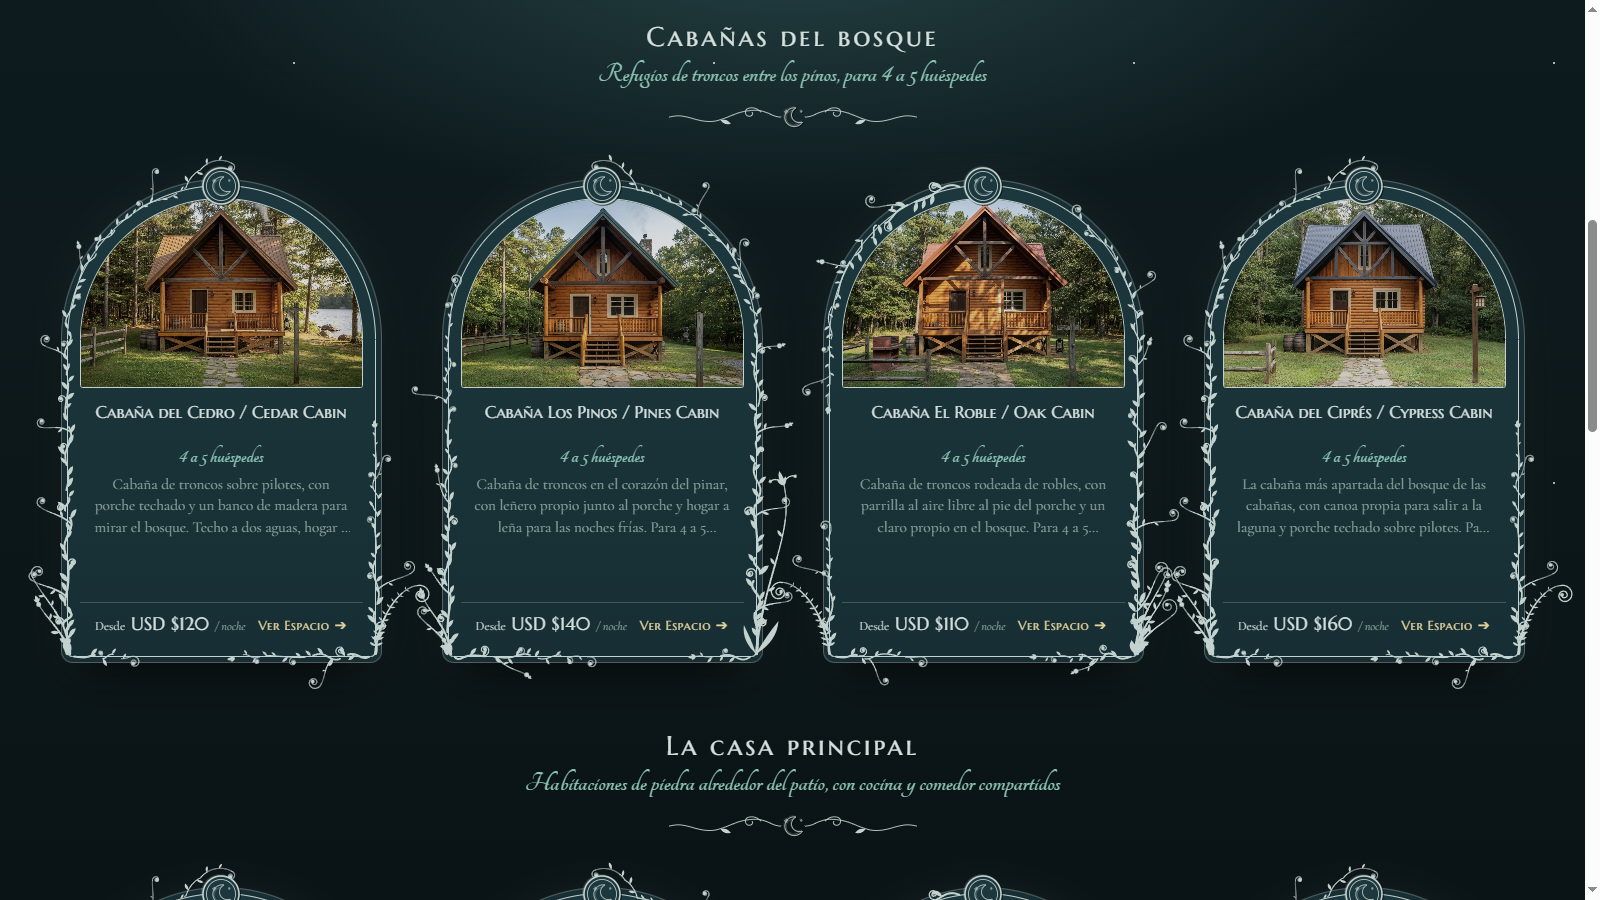 Cabañas del bosque
Refugios de troncos entre los pinos, para 4 a 5 huéspedes
Cabaña del Cedro / Cedar Cabin
4 a 5 huéspedes
Cabaña de troncos sobre pilotes, con
porche techado y un banco de madera para
mirar el bosque. Techo a dos aguas, hogar ...
Desde USD $120 / noche Ver Espacio →
Cabaña Los Pinos / Pines Cabin
4 a 5 huéspedes
Cabaña de troncos en el corazón del pinar,
con leñero propio junto al porche y hogar a
leña para las noches frías. Para 4 a 5...
Desde USD $140 / noche Ver Espacio →
Cabaña El Roble / Oak Cabin
4 a 5 huéspedes
Cabaña de troncos rodeada de robles, con
parrilla al aire libre al pie del porche y un
claro propio en el bosque. Para 4 a 5...
Desde USD $110 / noche Ver Espacio →
Cabaña del Ciprés / Cypress Cabin
4 a 5 huéspedes
La cabaña más apartada del bosque de las
cabañas, con canoa propia para salir a la
laguna y porche techado sobre pilotes. Pa...
Desde USD $160 / noche Ver Espacio →
La casa principal
Habitaciones de piedra alrededor del patio, con cocina y comedor compartidos